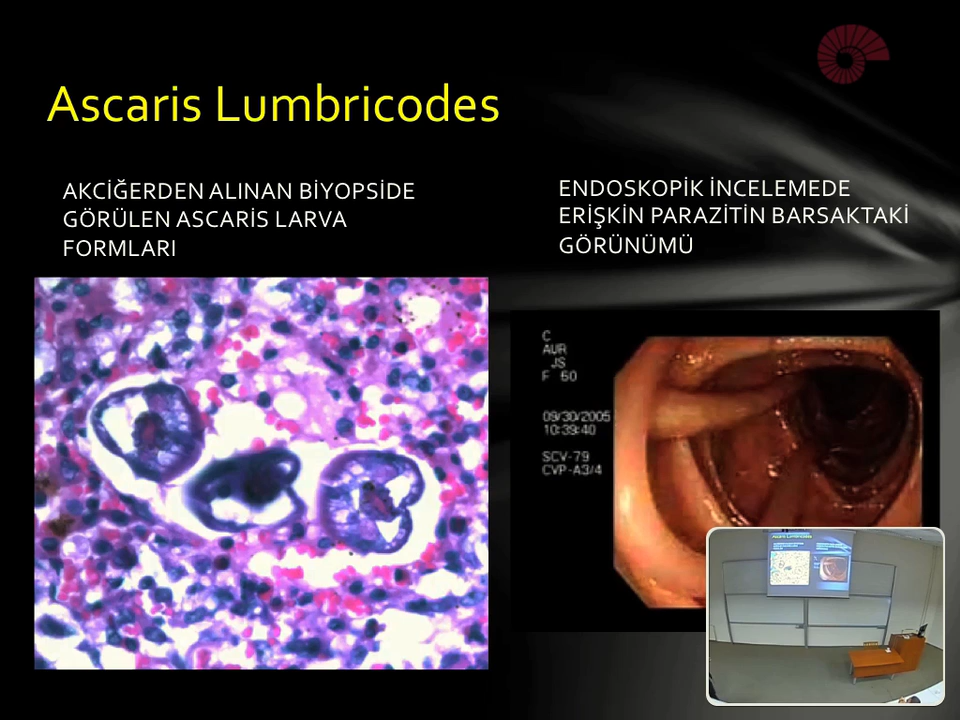 Ascaris Lumbricodes
AKCİĞERDEN ALINAN BİYOPSİDE
GÖRÜLEN ASCARİS LARVA
FORMLARI
ENDOSKOPİK İNCELEMEDE
ERİŞKİN PARAZİTİN BARSAKTAKİ
GÖRÜNÜMÜ
C
AUR
JS
F 60
09/30/2005
10:39:40
SCV-79
CVP-A3/4